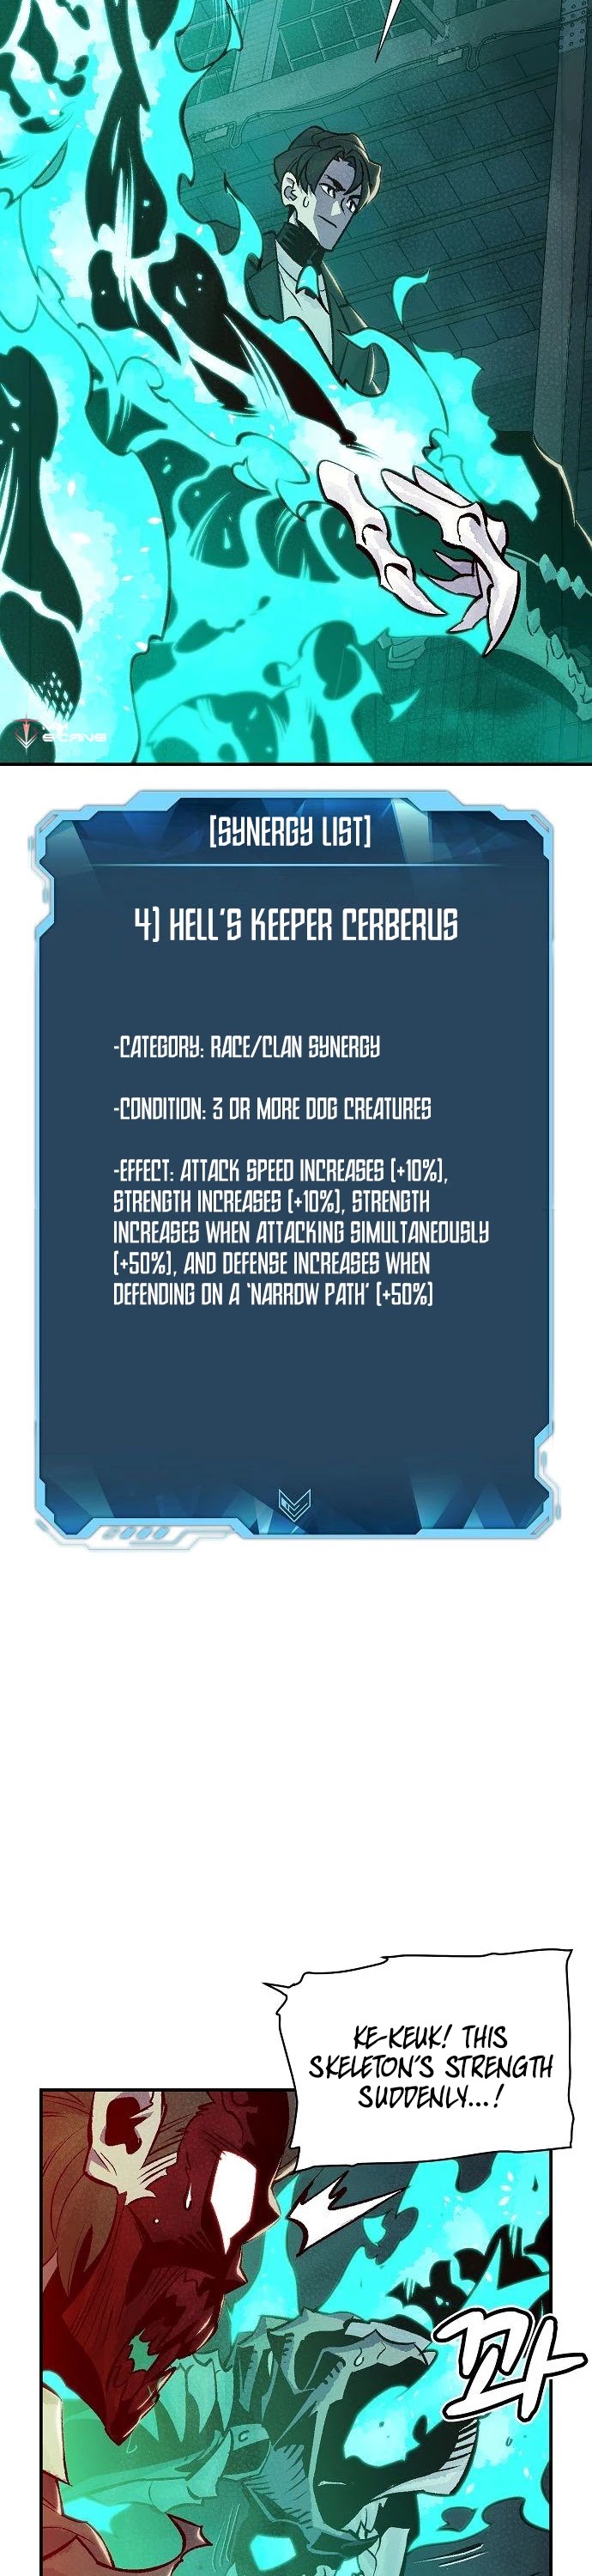 SCANS
[SYNERGY LIST]
4) HELL'S KEEPER CERBERUS
-CATEGORY: RACE/CLAN SYNERGY
-CONDITION: 3 OR MORE DOG CREATURES
-EFFECT: ATTACK SPEED INCREASES (+10%),
STRENGTH INCREASES (+10%), STRENGTH
INCREASES WHEN ATTACKING SIMULTANEOUSLY
(+50%), AND DEFENSE INCREASES WHEN
DEFENDING ON A 'NARROW PATH' (+50%)
KE-KEUK! THIS
SKELETON'S STRENGTH
SUDDENLY...!
콰